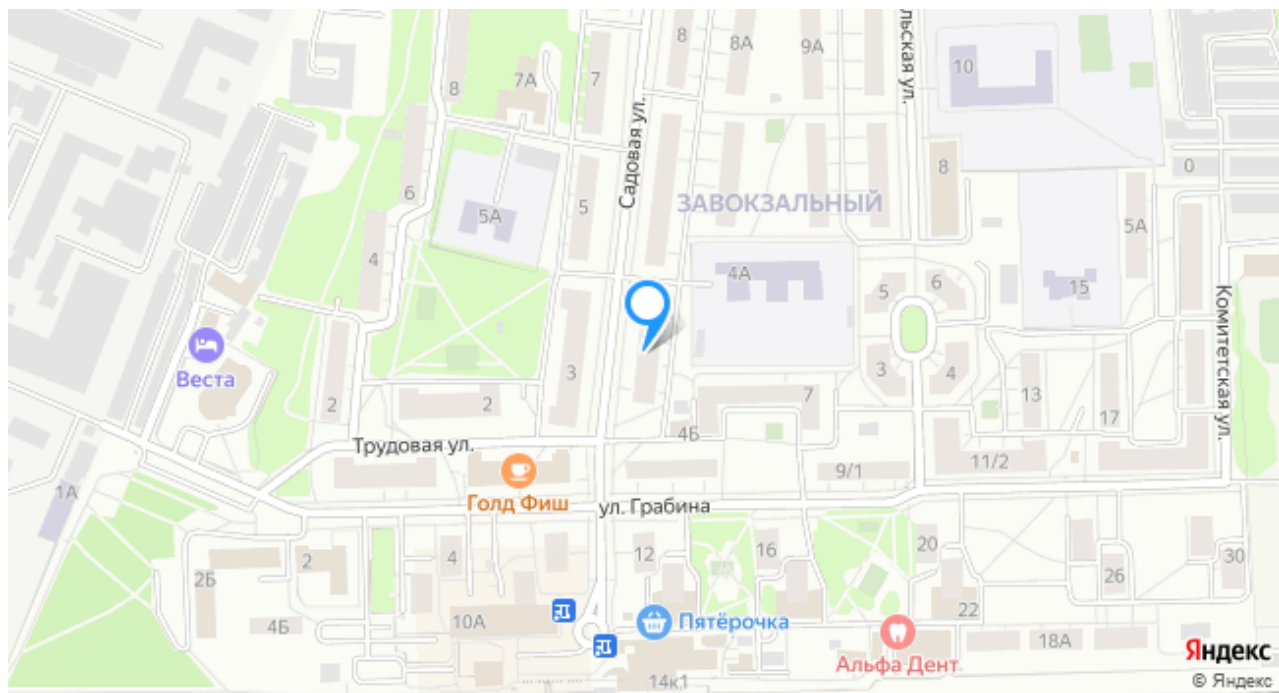 8
8А
9А
льская ул.
10
7А
7
8
Садовая ул.
8
0
6
5А
5
ЗАВОКЗАЛЬНЫЙ
5А
4
4А
5
6
15
Комитетская ул.
Веста
3
3
4
2
2
7
13
17
Трудовая ул.
4Б
9/1
11/2
1А
Голд Фиш
ул. Грабина
2Б
2
4
12
16
20
26
30
4Б
10А
Пятёрочка
22
18А
Альфа Дент
14к1
Яндекс
© Яндекс